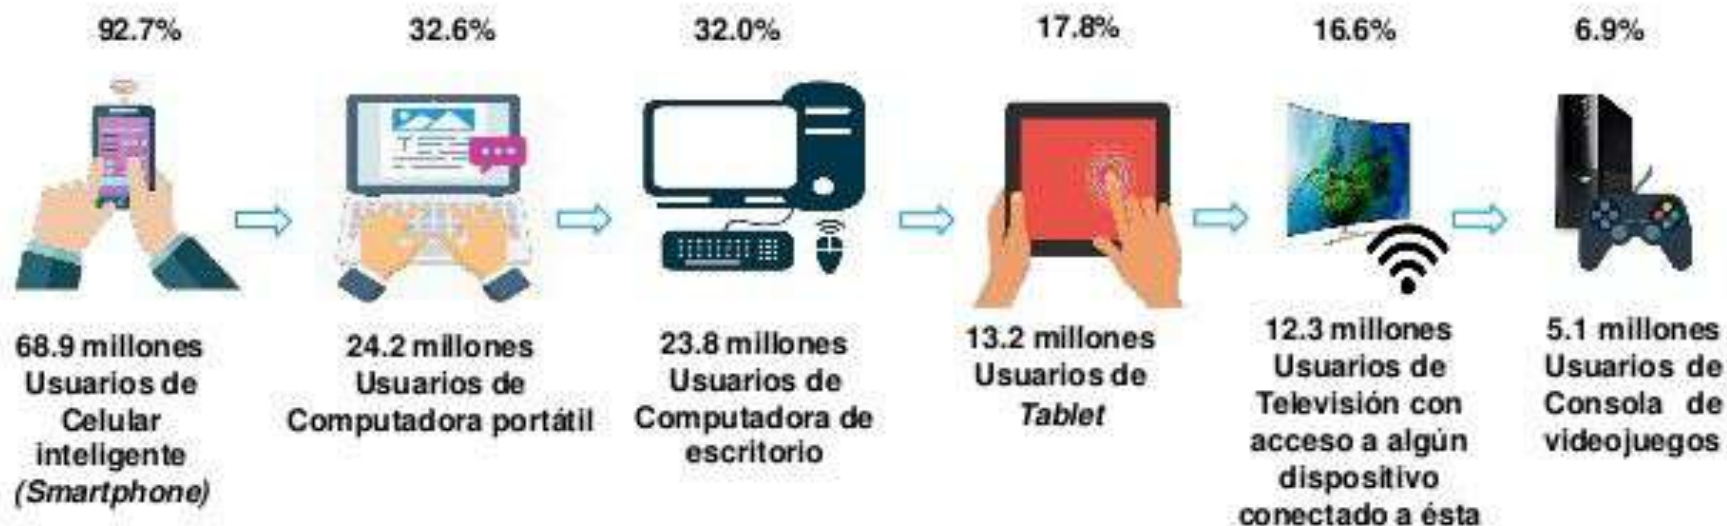 92.7%
32.6%
32.0%
17.8%
16.6%
6.9%
68.9 millones
Usuarios de
Celular
inteligente
(Smartphone)
24.2 millones
Usuarios de
Computadora portátil
23.8 millones
Usuarios de
Computadora de
escritorio
13.2 millones
Usuarios de
Tablet
12.3 millones
Usuarios de
Televisión con
acceso a algún
dispositivo
conectado a ésta
5.1 millones
Usuarios de
Consola de
videojuegos